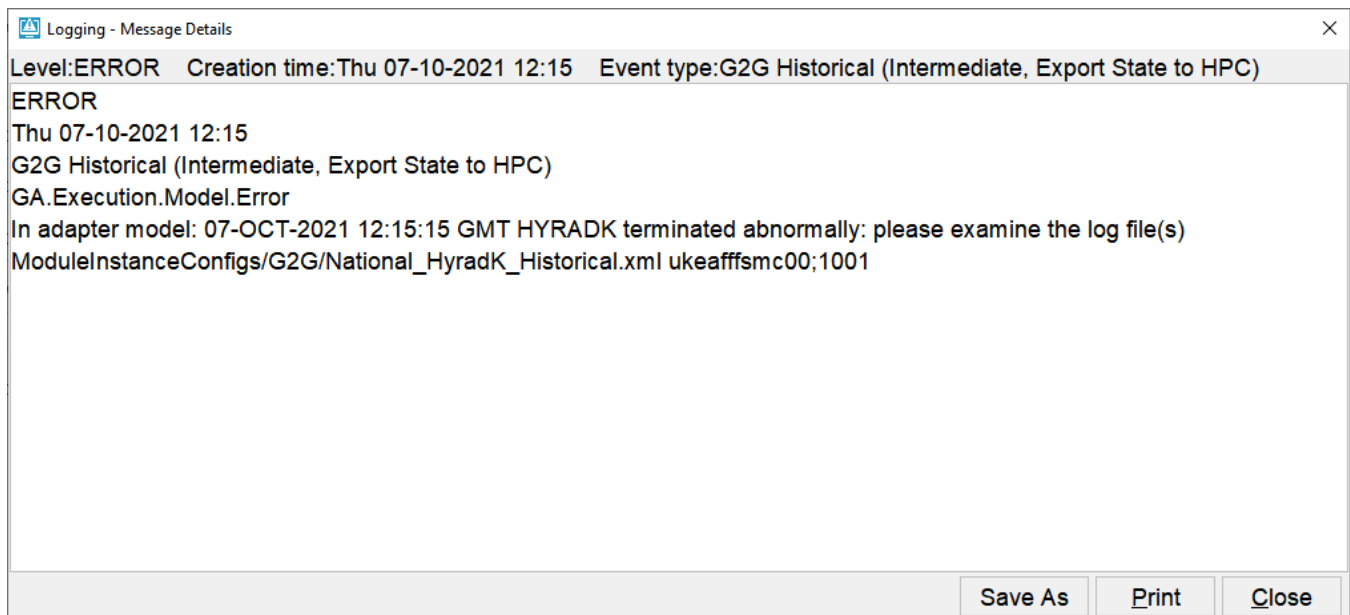 Logging - Message Details
Level:ERROR Creation time:Thu 07-10-2021 12:15 Event type:G2G Historical (Intermediate, Export State to HPC)
ERROR
Thu 07-10-2021 12:15
G2G Historical (Intermediate, Export State to HPC)
GA.Execution.Model.Error
In adapter model: 07-OCT-2021 12:15:15 GMT HYRADK terminated abnormally: please examine the log file(s)
ModuleInstanceConfigs/G2G/National_HyradK_Historical.xml ukeafffsmc00;1001
Save As Print Close